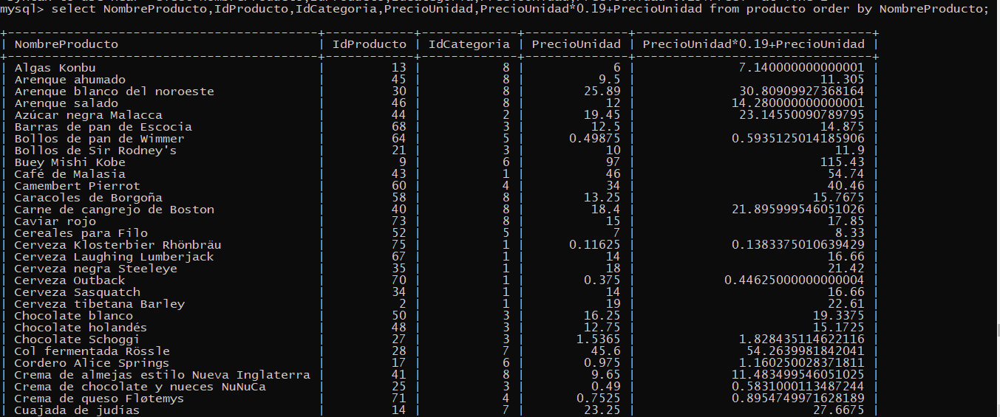 mysql> select NombreProducto,IdProducto,IdCategoria,PrecioUnidad,PrecioUnidad*0.19+PrecioUnidad from producto order by NombreProducto;
+------------------------------------------+------------+-------------+--------------+--------------------------------+
| NombreProducto | IdProducto | IdCategoria | PrecioUnidad | PrecioUnidad*0.19+PrecioUnidad |
+------------------------------------------+------------+-------------+--------------+--------------------------------+
| Algas Konbu | 13 | 8 | 6 | 7.140000000000001 |
| Arenque ahumado | 45 | 8 | 9.5 | 11.305 |
| Arenque blanco del noroeste | 30 | 8 | 25.89 | 30.80909927368164 |
| Arenque salado | 46 | 8 | 12 | 14.280000000000001 |
| Azúcar negra Malacca | 44 | 2 | 19.45 | 23.14550090789795 |
| Barras de pan de Escocia | 68 | 3 | 12.5 | 14.875 |
| Bollos de pan de Wimmer | 64 | 5 | 0.49875 | 0.5935125014185906 |
| Bollos de Sir Rodney's | 21 | 3 | 10 | 11.9 |
| Buey Mishi Kobe | 9 | 6 | 97 | 115.43 |
| Café de Malasia | 43 | 1 | 46 | 54.74 |
| Camembert Pierrot | 60 | 4 | 34 | 40.46 |
| Caracoles de Borgoña | 58 | 8 | 13.25 | 15.7675 |
| Carne de cangrejo de Boston | 40 | 8 | 18.4 | 21.895999546051026 |
| Caviar rojo | 73 | 8 | 15 | 17.85 |
| Cereales para Filo | 52 | 5 | 7 | 8.33 |
| Cerveza Klosterbier Rhönbräu | 75 | 1 | 0.11625 | 0.1383375010639429 |
| Cerveza Laughing Lumberjack | 67 | 1 | 14 | 16.66 |
| Cerveza negra Steeleye | 35 | 1 | 18 | 21.42 |
| Cerveza Outback | 70 | 1 | 0.375 | 0.44625000000000004 |
| Cerveza Sasquatch | 34 | 1 | 14 | 16.66 |
| Cerveza tibetana Barley | 2 | 1 | 19 | 22.61 |
| Chocolate blanco | 50 | 3 | 16.25 | 19.3375 |
| Chocolate holandés | 48 | 3 | 12.75 | 15.1725 |
| Chocolate Schoggi | 27 | 3 | 1.5365 | 1.828435114622116 |
| Col fermentada Rössle | 28 | 7 | 45.6 | 54.2639981842041 |
| Cordero Alice Springs | 17 | 6 | 0.975 | 1.160250028371811 |
| Crema de almejas estilo Nueva Inglaterra | 41 | 8 | 9.65 | 11.483499546051025 |
| Crema de chocolate y nueces NuNuCa | 25 | 3 | 0.49 | 0.5831000113487244 |
| Crema de queso Fløtemys | 71 | 4 | 0.7525 | 0.8954749971628189 |
| Cuajada de judías | 14 | 7 | 23.25 | 27.6675 |